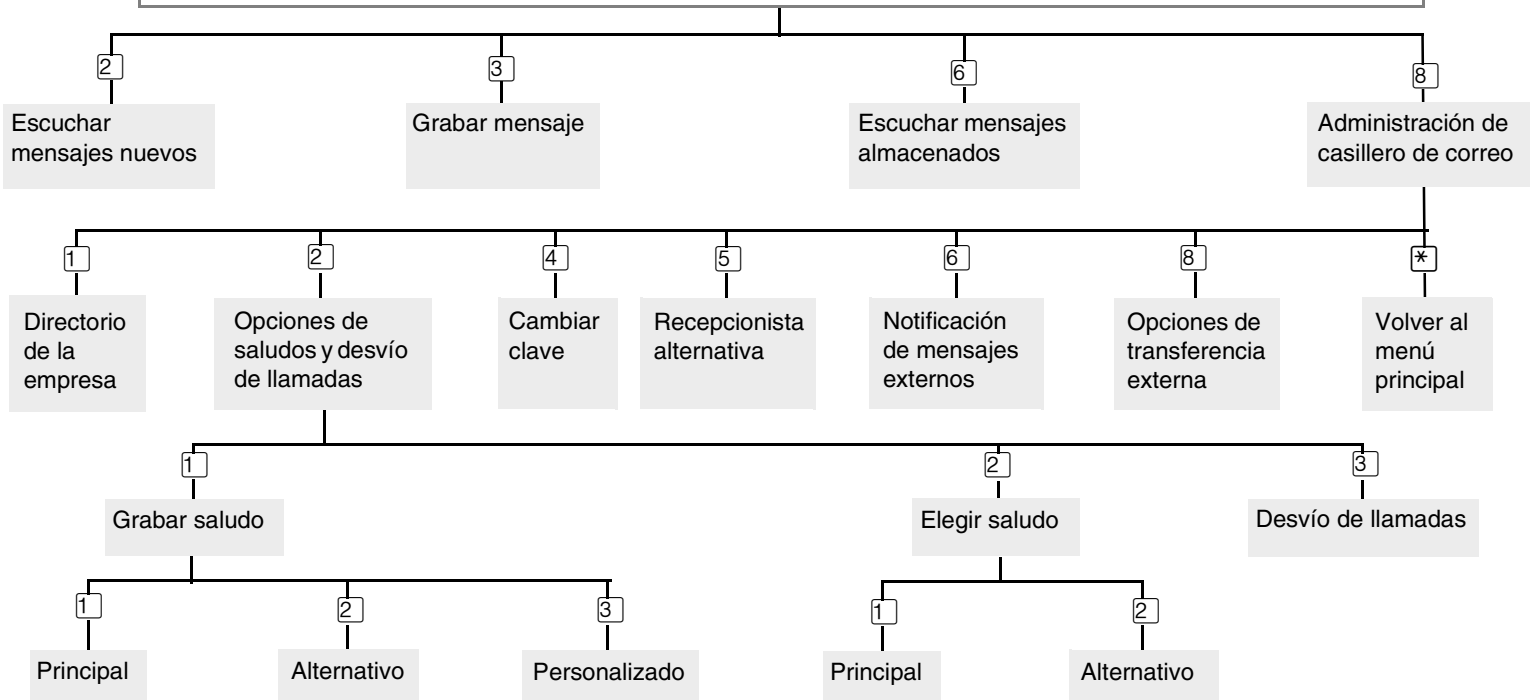 2
3
6
8
Escuchar
mensajes nuevos
Grabar mensaje
Escuchar mensajes
almacenados
Administración de
casillero de correo
1
2
4
5
6
8
*
Directorio
de la
empresa
Opciones de
saludos y desvío
de llamadas
Cambiar
clave
Recepcionista
alternativa
Notificación
de mensajes
externos
Opciones de
transferencia
externa
Volver al
menú
principal
1
2
3
Grabar saludo
Elegir saludo
Desvío de llamadas
1
2
3
1
2
Principal
Alternativo
Personalizado
Principal
Alternativo